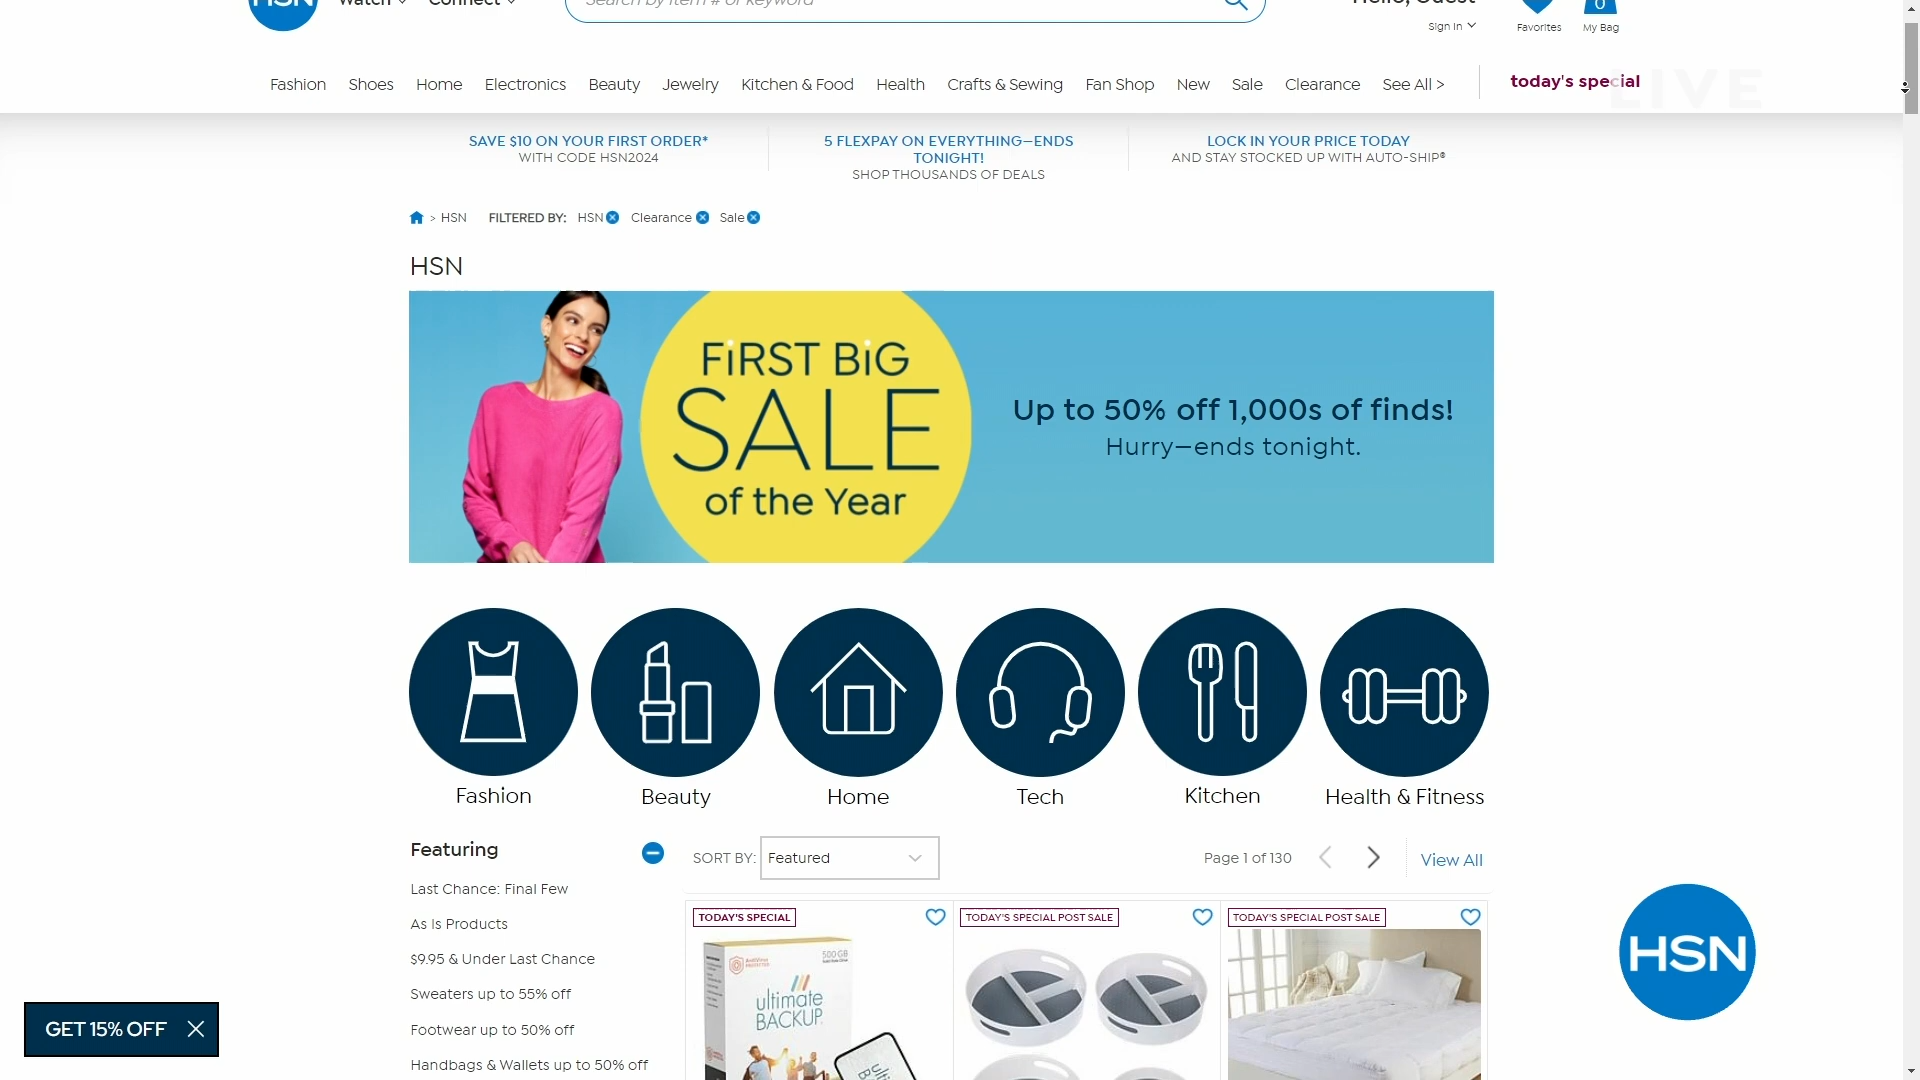 HSN
Watch Connect
Search by item # or keyword
Hello, Guest
Sign In
Favorites
0
My Bag
Fashion Shoes Home Electronics Beauty Jewelry Kitchen & Food Health Crafts & Sewing Fan Shop New Sale Clearance See All > today's special
LIVE
SAVE $10 ON YOUR FIRST ORDER*
WITH CODE HSN2024
5 FLEXPAY ON EVERYTHING—ENDS
TONIGHT!
SHOP THOUSANDS OF DEALS
LOCK IN YOUR PRICE TODAY
AND STAY STOCKED UP WITH AUTO-SHIP®
> HSN FILTERED BY: HSN Clearance Sale
HSN
FiRST BiG
SALE
of the Year
Up to 50% off 1,000s of finds!
Hurry—ends tonight.
Fashion Beauty Home Tech Kitchen Health & Fitness
Featuring
Last Chance: Final Few
As Is Products
$9.95 & Under Last Chance
Sweaters up to 55% off
Footwear up to 50% off
Handbags & Wallets up to 50% off
SORT BY: Featured
Page 1 of 130
View All
TODAY'S SPECIAL
500 GB
ultimate
BACKUP
TODAY'S SPECIAL POST SALE
TODAY'S SPECIAL POST SALE
GET 15% OFF
HSN